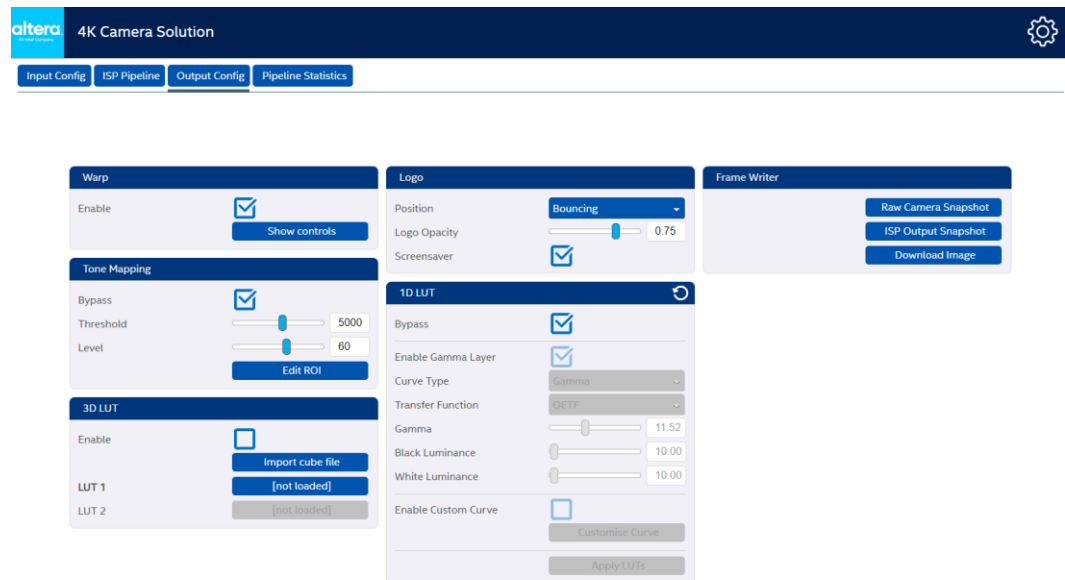 altera.
An Intel Company
4K Camera Solution
Input Config
ISP Pipeline
Output Config
Pipeline Statistics
Warp
Enable
Show controls
Tone Mapping
Bypass
Threshold 5000
Level 60
Edit ROI
3D LUT
Enable
Import cube file
LUT 1 [not loaded]
LUT 2 [not loaded]
Logo
Position Bouncing
Logo Opacity 0.75
Screensaver
1D LUT
Bypass
Enable Gamma Layer
Curve Type Gamma
Transfer Function OETF
Gamma 11.52
Black Luminance 10.00
White Luminance 10.00
Enable Custom Curve
Customise Curve
Apply LUTs
Frame Writer
Raw Camera Snapshot
ISP Output Snapshot
Download Image